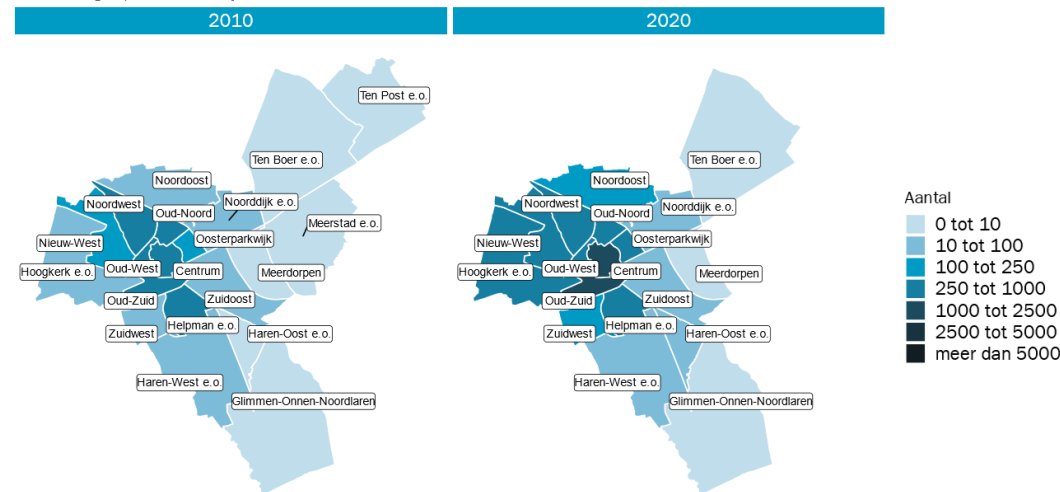 2010
2020
Ten Post e.o.
Ten Boer e.o.
Noordoost
Noorddijk e.o.
Noordwest
Oud-Noord
Meerstad e.o.
Nieuw-West
Oosterparkwijk
Hoogkerk e.o.
Oud-West
Centrum
Meerdorpen
Oud-Zuid
Zuidoost
Zuidwest
Helpman e.o.
Haren-Oost e.o.
Haren-West e.o.
Glimmen-Onnen-Noordlaren
Ten Boer e.o.
Noordoost
Noordwest
Noorddijk e.o.
Oud-Noord
Nieuw-West
Oosterparkwijk
Hoogkerk e.o.
Oud-West
Centrum
Meerdorpen
Oud-Zuid
Zuidoost
Zuidwest
Helpman e.o.
Haren-Oost e.o.
Haren-West e.o.
Glimmen-Onnen-Noordlaren
Aantal
0 tot 10
10 tot 100
100 tot 250
250 tot 1000
1000 tot 2500
2500 tot 5000
meer dan 5000